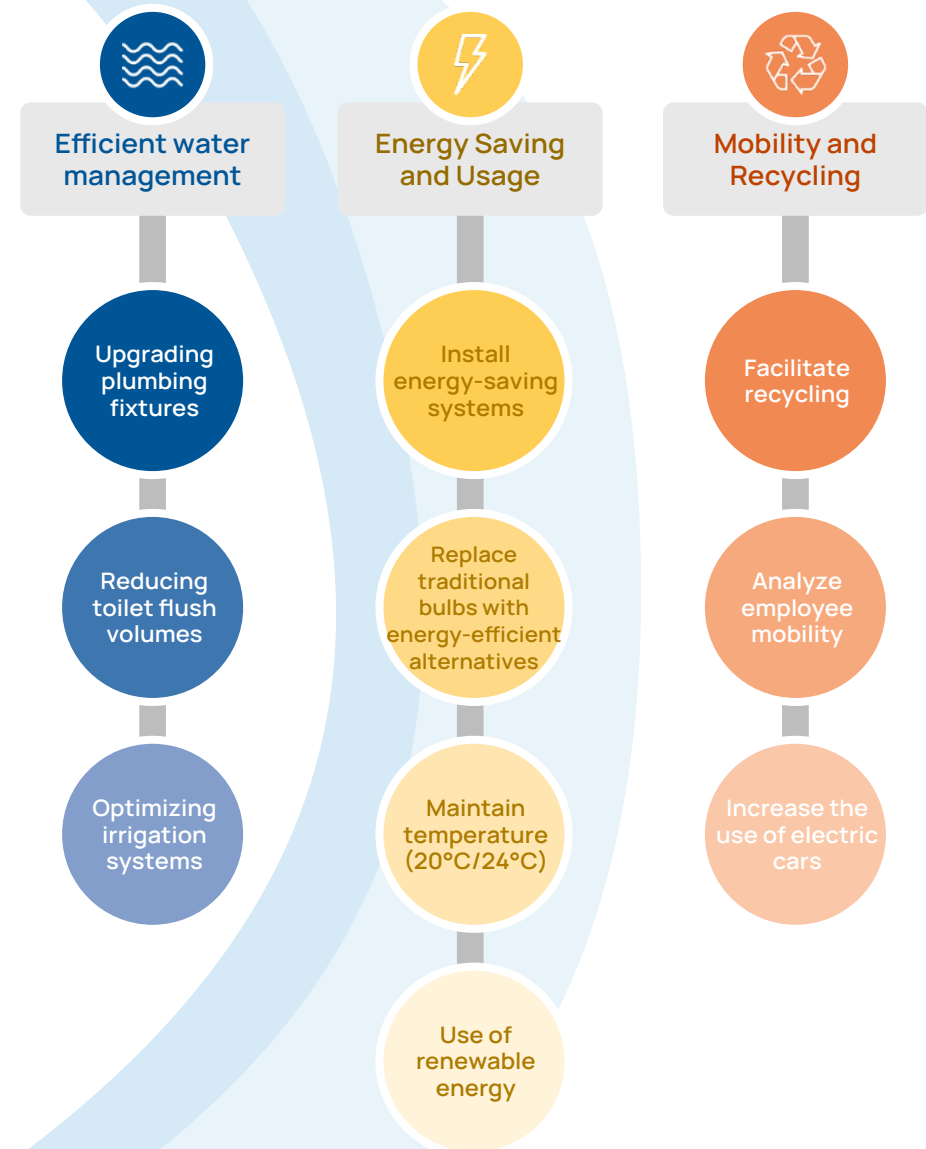 Efficient water
management
Upgrading
plumbing
fixtures
Reducing
toilet flush
volumes
Optimizing
irrigation
systems
Energy Saving
and Usage
Install
energy-saving
systems
Replace
traditional
bulbs with
energy-efficient
alternatives
Maintain
temperature
(20°C/24°C)
Use of
renewable
energy
Mobility and
Recycling
Facilitate
recycling
Analyze
employee
mobility
Increase the
use of electric
cars